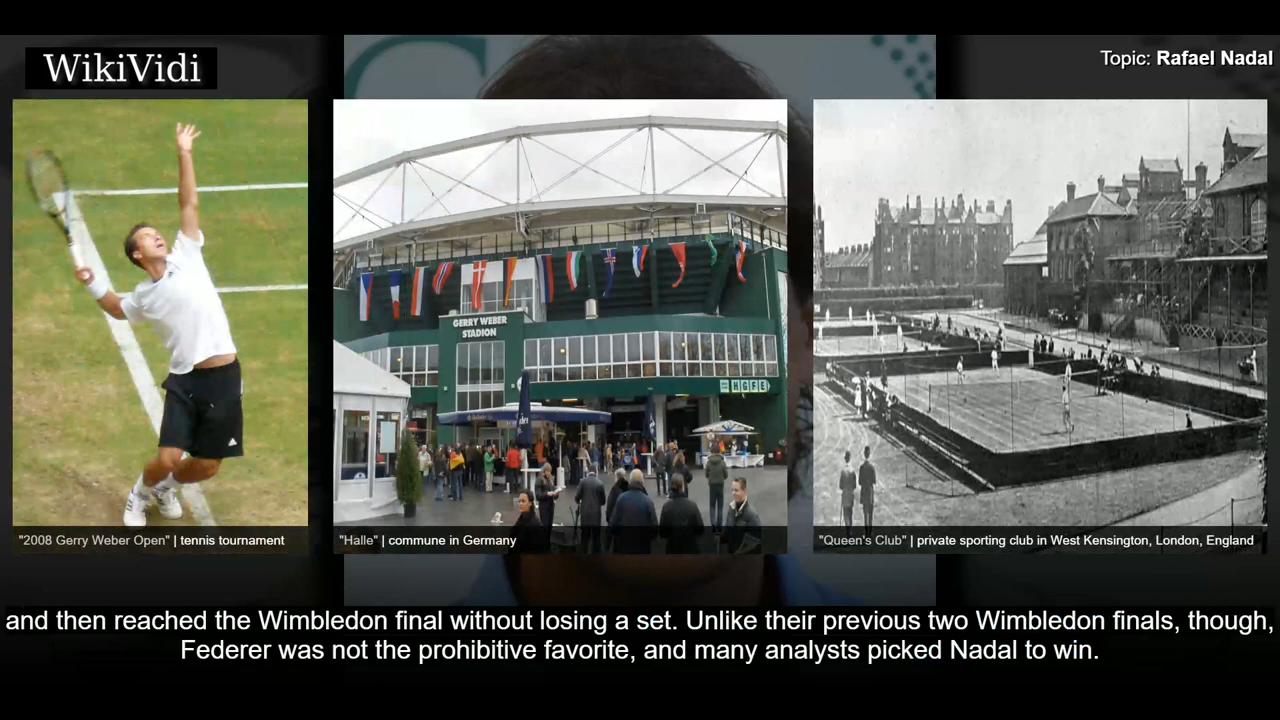 WikiVidi
Topic: Rafael Nadal
GERRY WEBER
STADION
HGFE
"2008 Gerry Weber Open" | tennis tournament
"Halle" | commune in Germany
"Queen's Club" | private sporting club in West Kensington, London, England
and then reached the Wimbledon final without losing a set. Unlike their previous two Wimbledon finals, though,
Federer was not the prohibitive favorite, and many analysts picked Nadal to win.